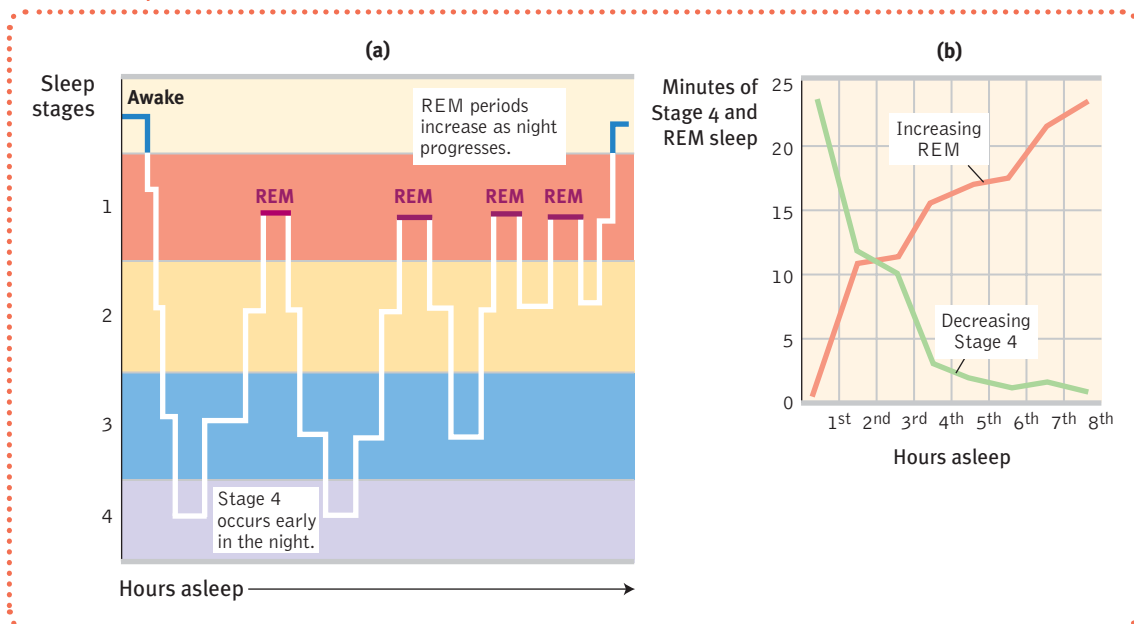 (a)
Sleep
stages
Awake
REM periods
increase as night
progresses.
1
REM
REM
REM
REM
2
3
4
Stage 4
occurs early
in the night.
Hours asleep
(b)
Minutes of
Stage 4 and
REM sleep
25
20
15
10
5
0
Increasing
REM
Decreasing
Stage 4
1st 2nd 3rd 4th 5th 6th 7th 8th
Hours asleep